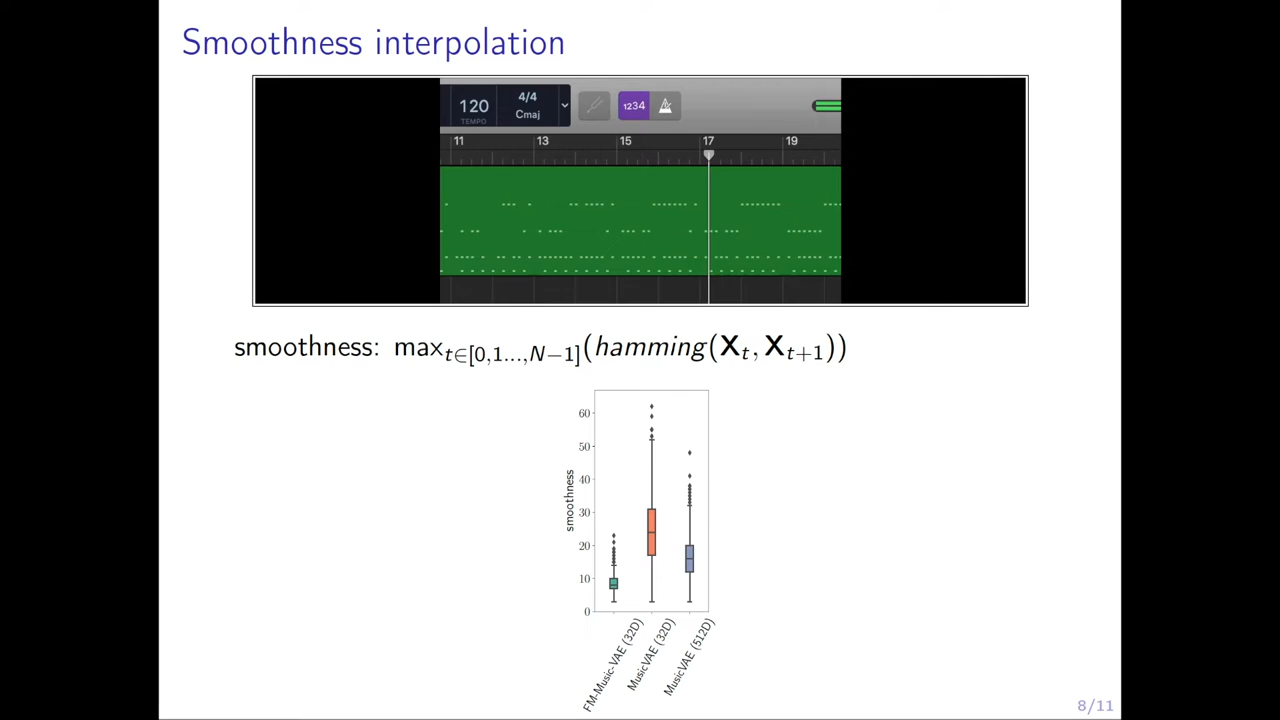 Smoothness interpolation
120
TEMPO
4/4
Cmaj
1234
11 13 15 17 19
smoothness: max_{t∈[0,1...,N−1]}(hamming(X_t, X_{t+1}))
smoothness
60
50
40
30
20
10
0
FM-Music-VAE (32D)
MusicVAE (32D)
MusicVAE (512D)
8/11